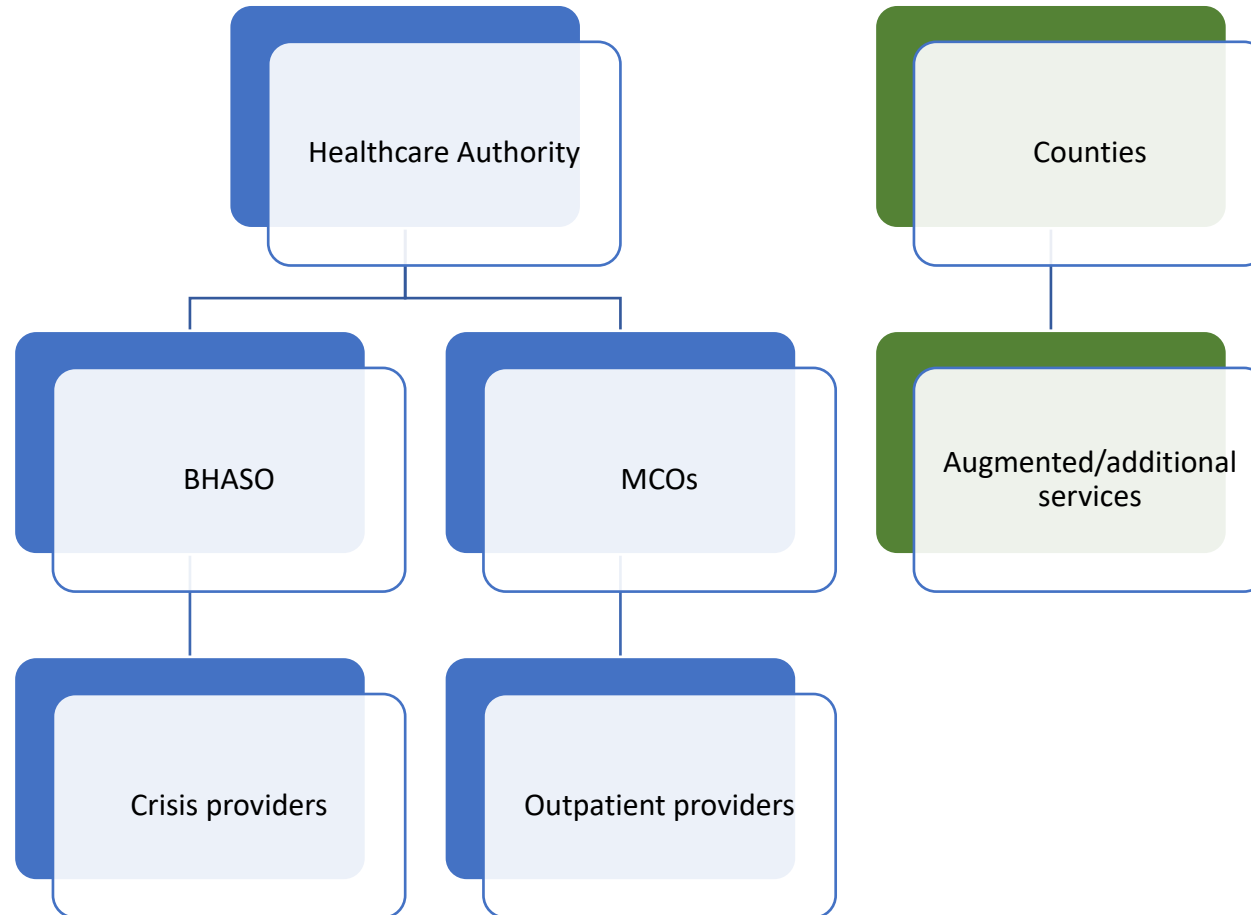 Healthcare Authority
Counties
BHASO
MCOs
Augmented/additional
services
Crisis providers
Outpatient providers